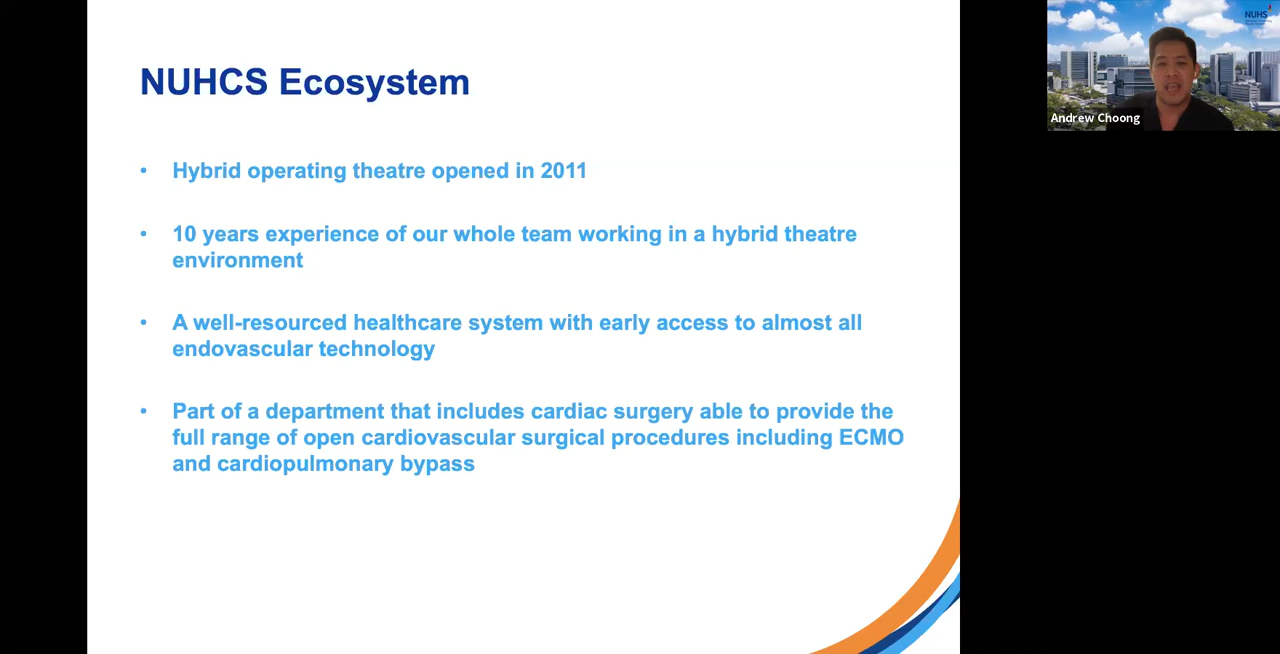 NUHCS Ecosystem
• Hybrid operating theatre opened in 2011
• 10 years experience of our whole team working in a hybrid theatre
environment
• A well-resourced healthcare system with early access to almost all
endovascular technology
• Part of a department that includes cardiac surgery able to provide the
full range of open cardiovascular surgical procedures including ECMO
and cardiopulmonary bypass
NUHS
Andrew Choong